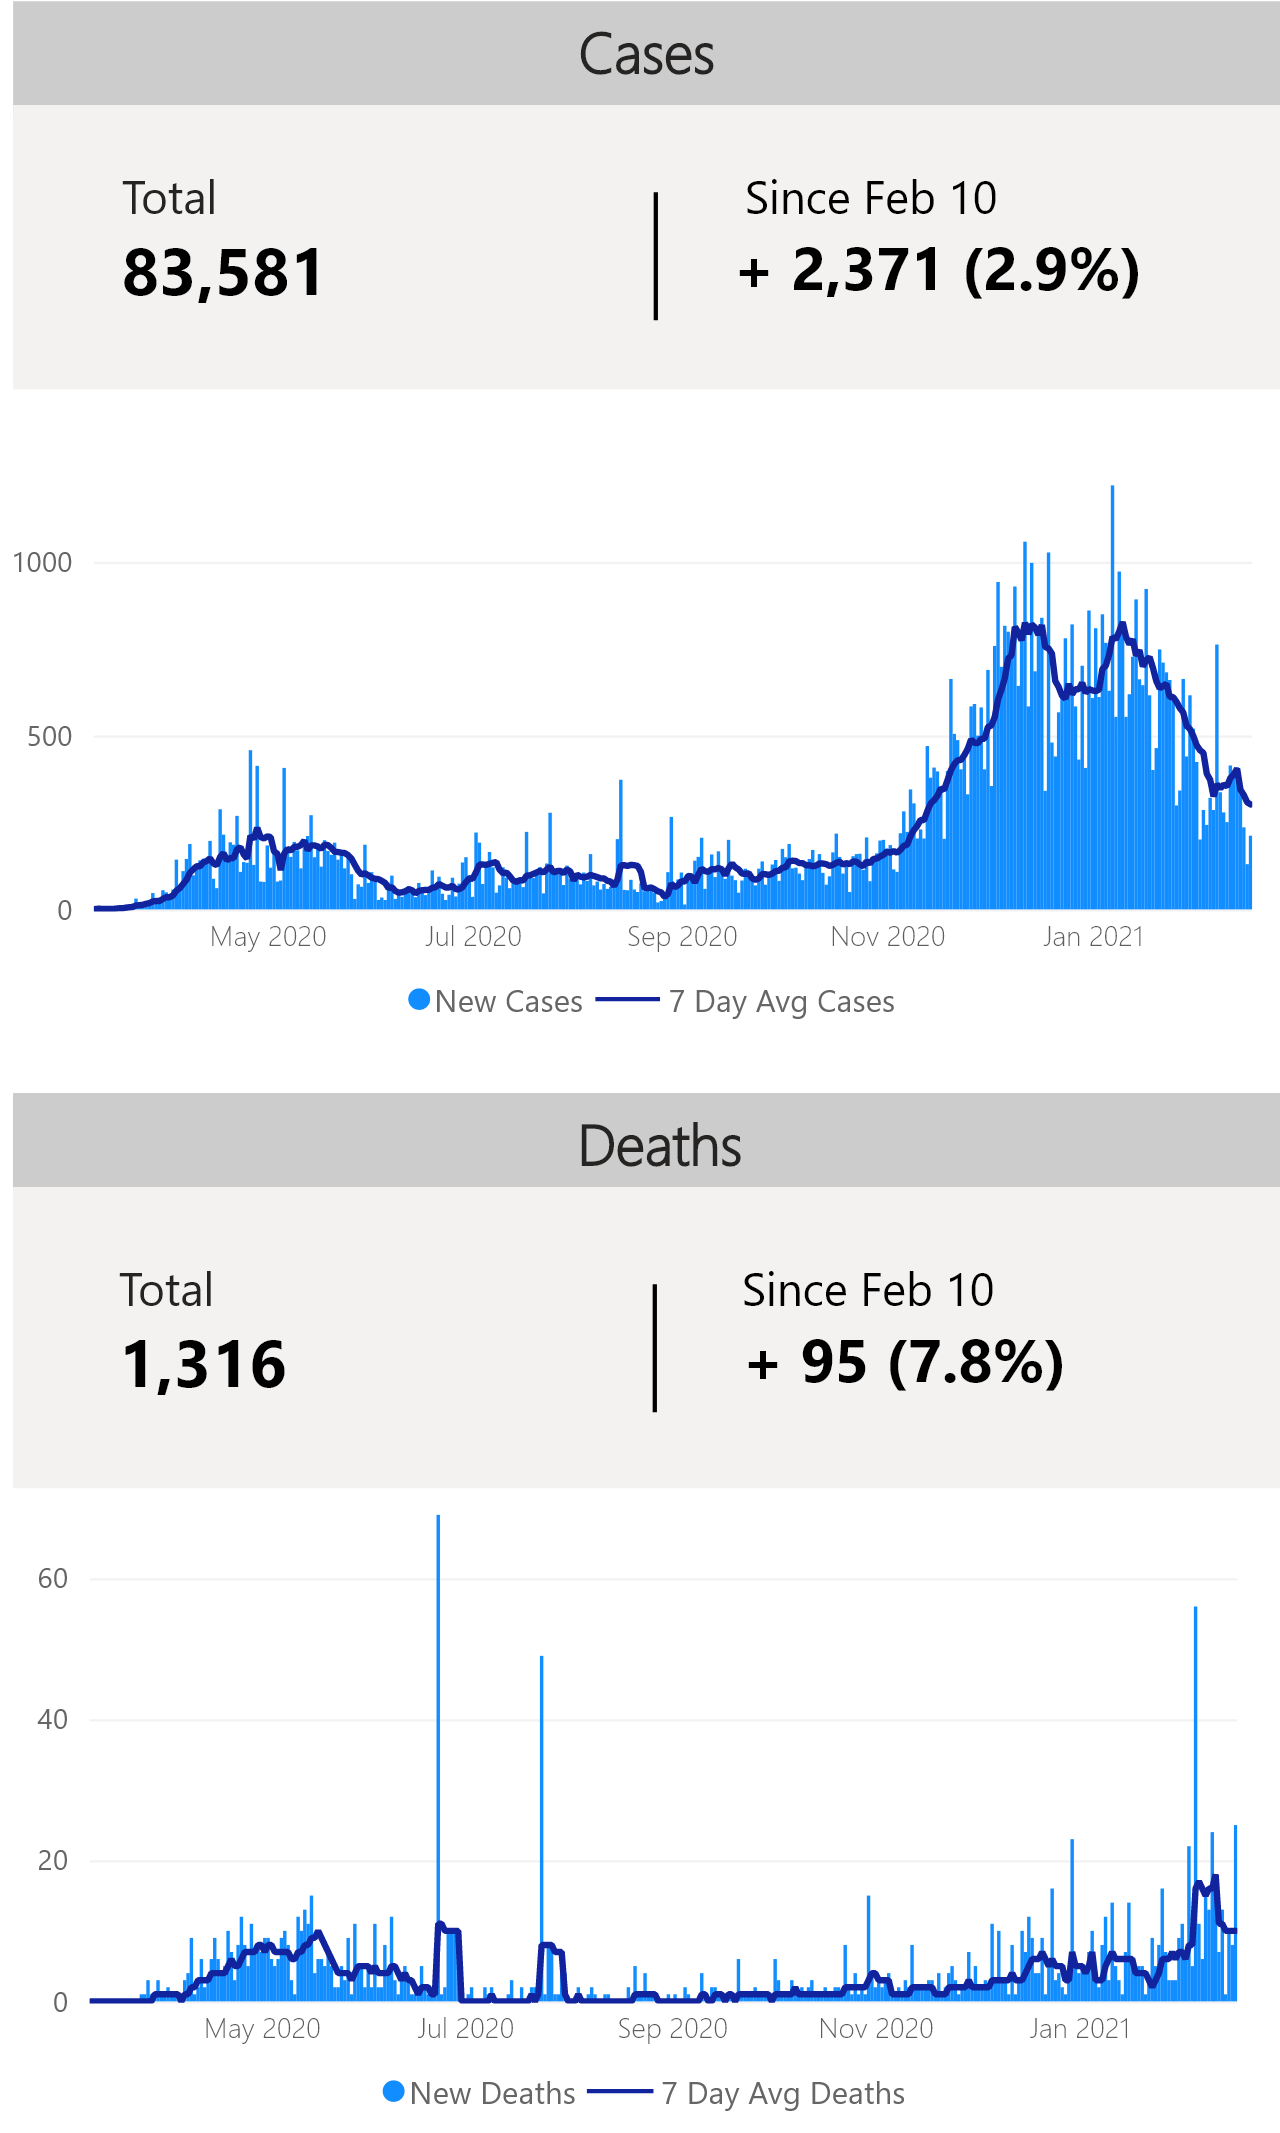 Cases
Total
Since Feb 10
83,581
+ 2,371 (2.9%)
1000
500
0
May 2020
Jul 2020
Sep 2020
Nov 2020
Jan 2021
New Cases
7 Day Avg Cases
Deaths
Total
Since Feb 10
1,316
+ 95 (7.8%)
60
40
20
0
May 2020
Jul 2020
Sep 2020
Nov 2020
Jan 2021
New Deaths
7 Day Avg Deaths